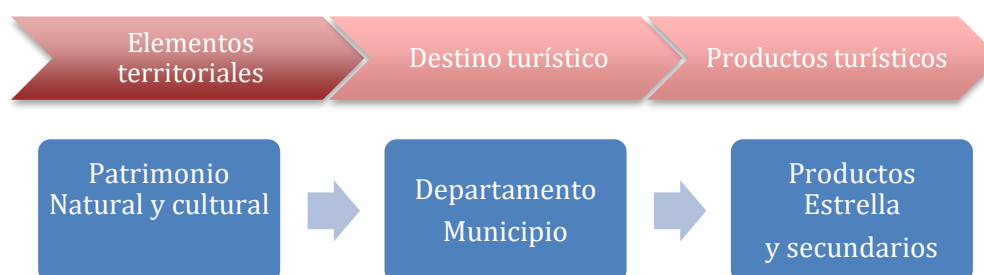 Elementos
territoriales
Destino turístico
Productos turísticos
Patrimonio
Natural y cultural
Departamento
Municipio
Productos
Estrella
y secundarios